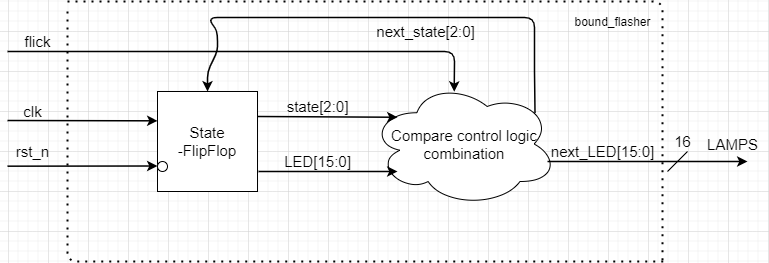 bound_flasher
next_state[2:0]
flick
clk
state[2:0]
State
-FlipFlop
Compare control logic
combination
rst_n
LED[15:0]
next_LED[15:0]
16
LAMPS